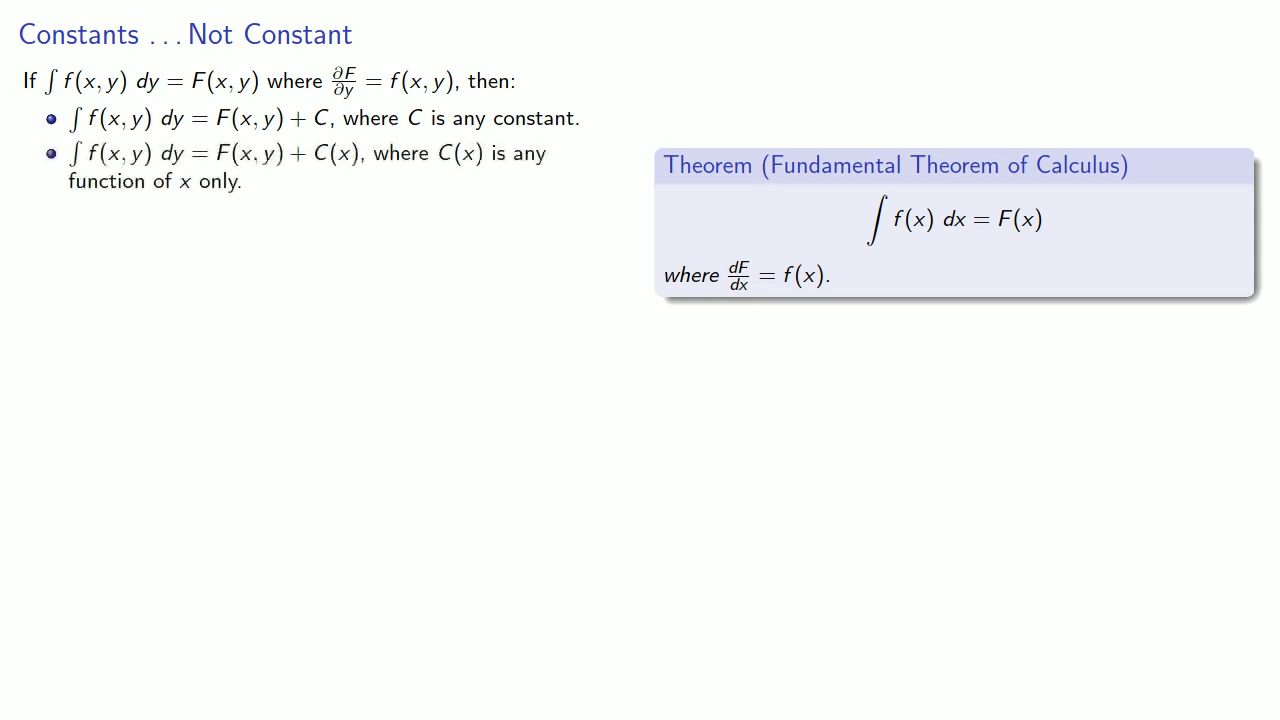 Constants ... Not Constant
If ∫ f(x, y) dy = F(x, y) where ∂F/∂y = f(x, y), then:
∫ f(x, y) dy = F(x, y) + C, where C is any constant.
∫ f(x, y) dy = F(x, y) + C(x), where C(x) is any
function of x only.
Theorem (Fundamental Theorem of Calculus)
∫ f(x) dx = F(x)
where dF/dx = f(x).